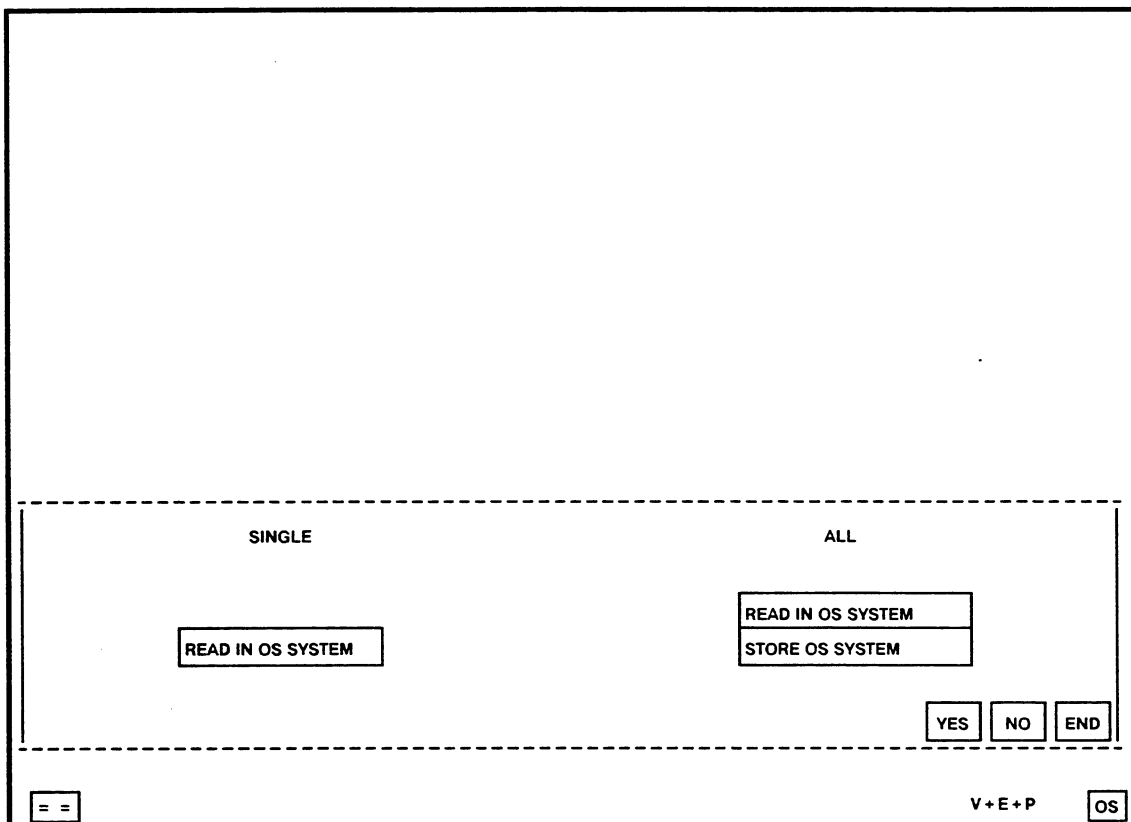 SINGLE ALL
READ IN OS SYSTEM
READ IN OS SYSTEM STORE OS SYSTEM
YES NO END
= = V+E+P OS